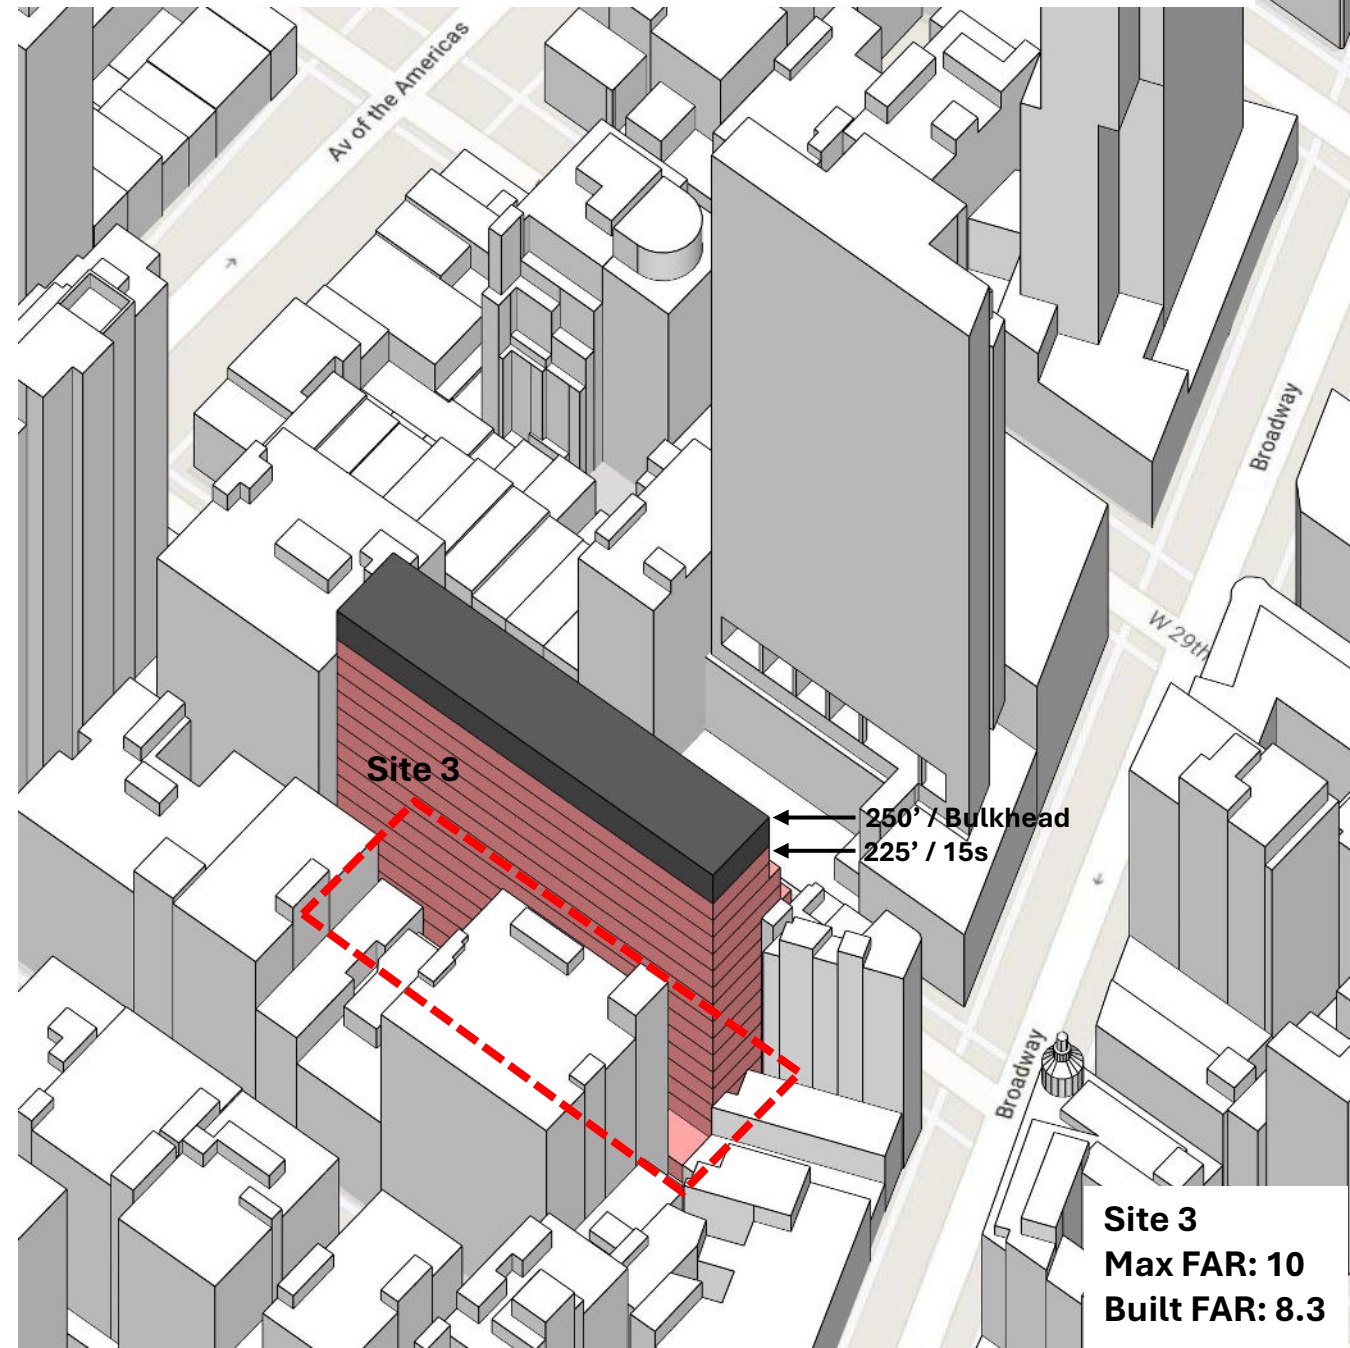 Av of the Americas
Broadway
W 29th
Site 3
250’ / Bulkhead
225’ / 15s
Broadway
Site 3
Max FAR: 10
Built FAR: 8.3